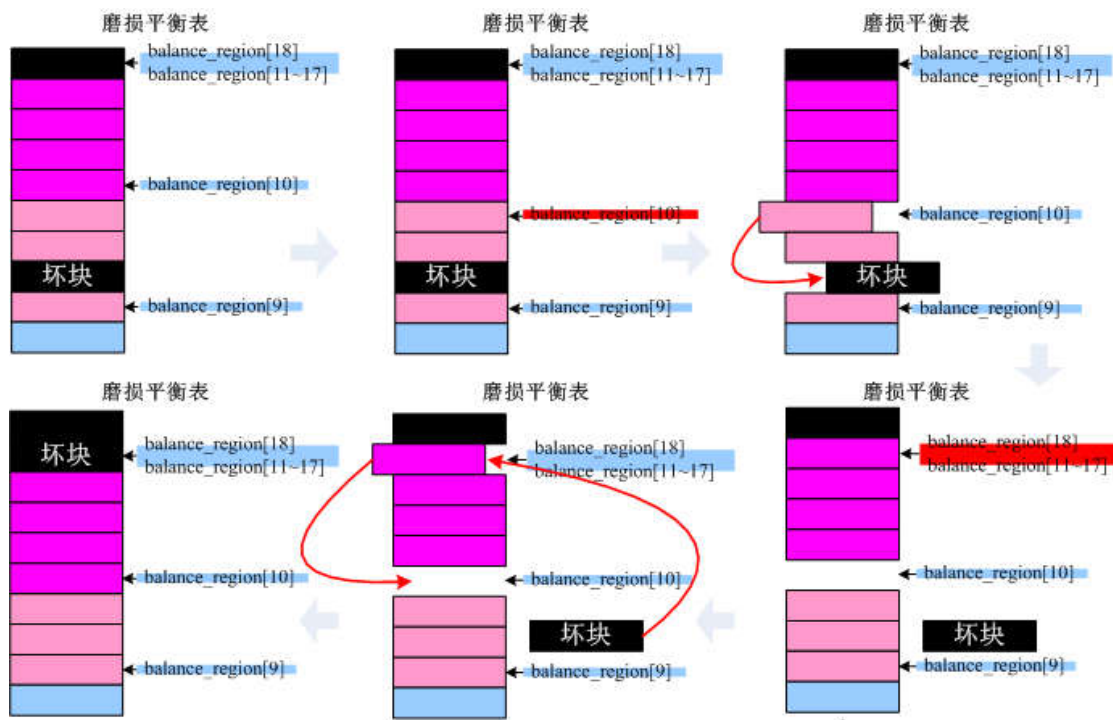 磨损平衡表
balance_region[18]
balance_region[11~17]
balance_region[10]
坏块
balance_region[9]
磨损平衡表
balance_region[18]
balance_region[11~17]
balance_region[10]
坏块
balance_region[9]
磨损平衡表
balance_region[18]
balance_region[11~17]
balance_region[10]
坏块
balance_region[9]
磨损平衡表
balance_region[18]
坏块
balance_region[11~17]
balance_region[10]
balance_region[9]
磨损平衡表
balance_region[18]
balance_region[11~17]
balance_region[10]
坏块
balance_region[9]
磨损平衡表
balance_region[18]
balance_region[11~17]
balance_region[10]
坏块
balance_region[9]